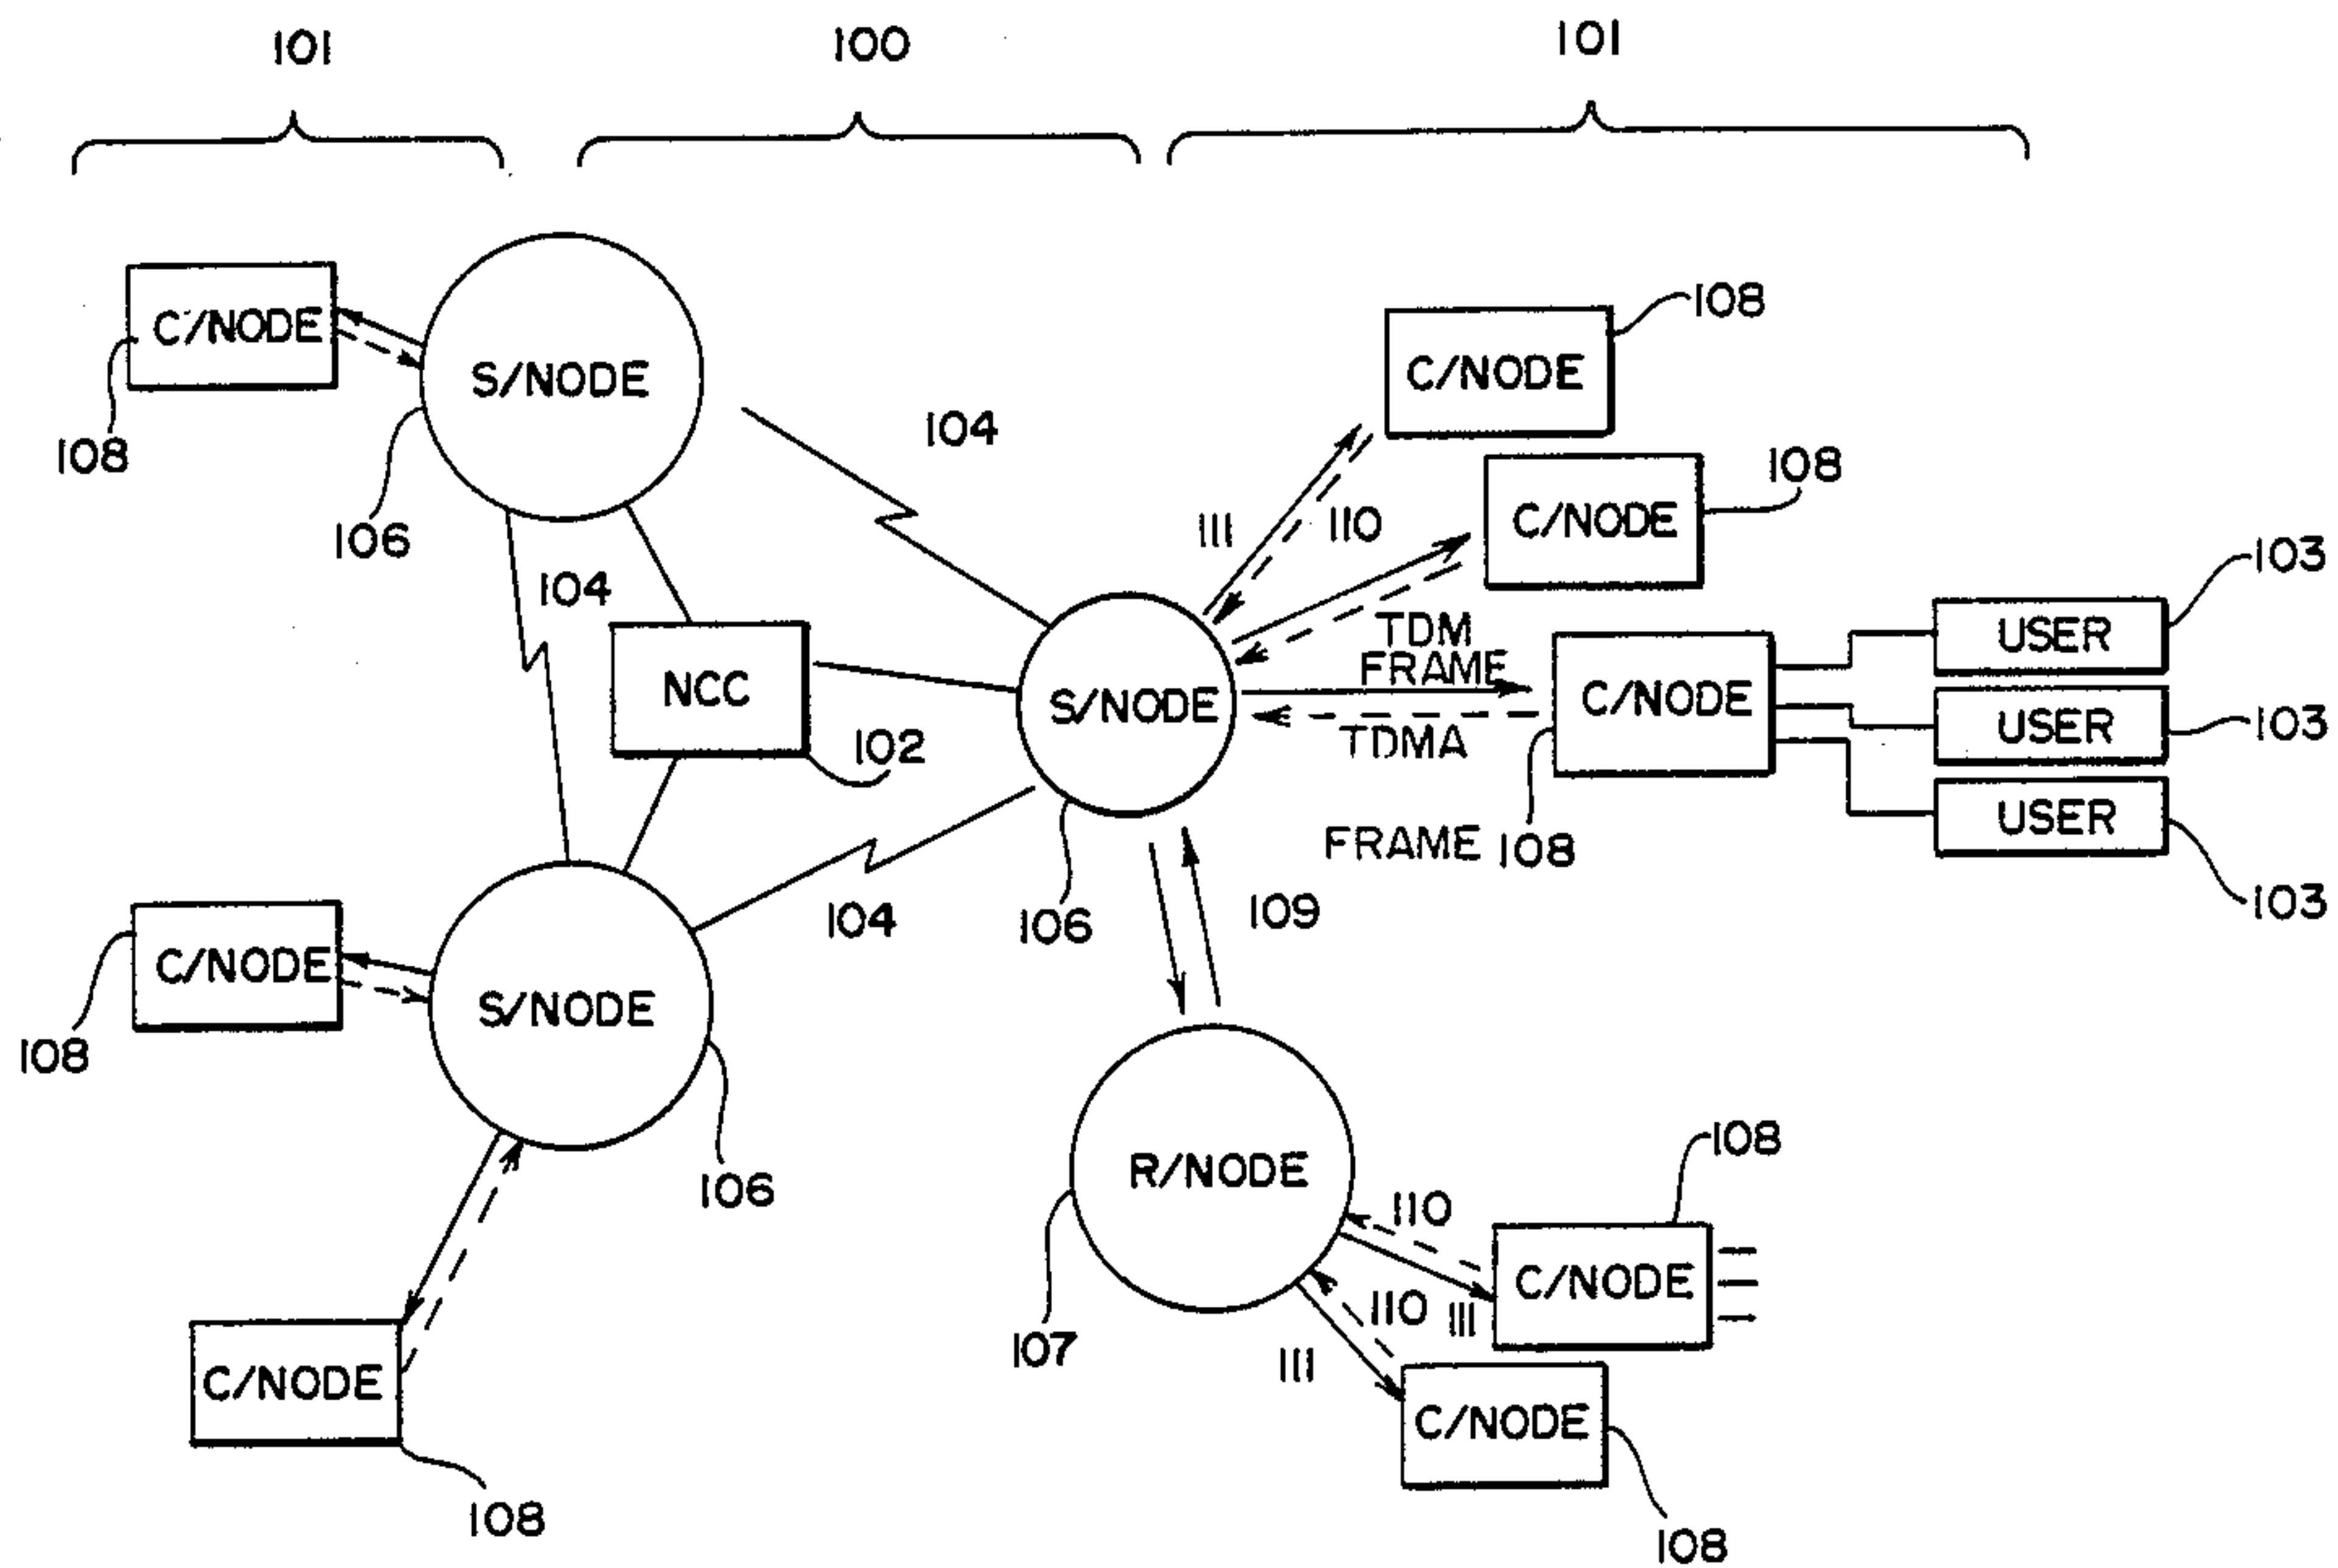 101
100
101
C/NODE
108
S/NODE
106
104
104
C/NODE
108
C/NODE
108
111
110
TDM
FRAME
TDMA
FRAME
C/NODE
108
USER
103
USER
103
USER
103
NCC
102
S/NODE
106
104
109
C/NODE
108
S/NODE
106
R/NODE
107
110
111
C/NODE
108
110
111
C/NODE
108
C/NODE
108